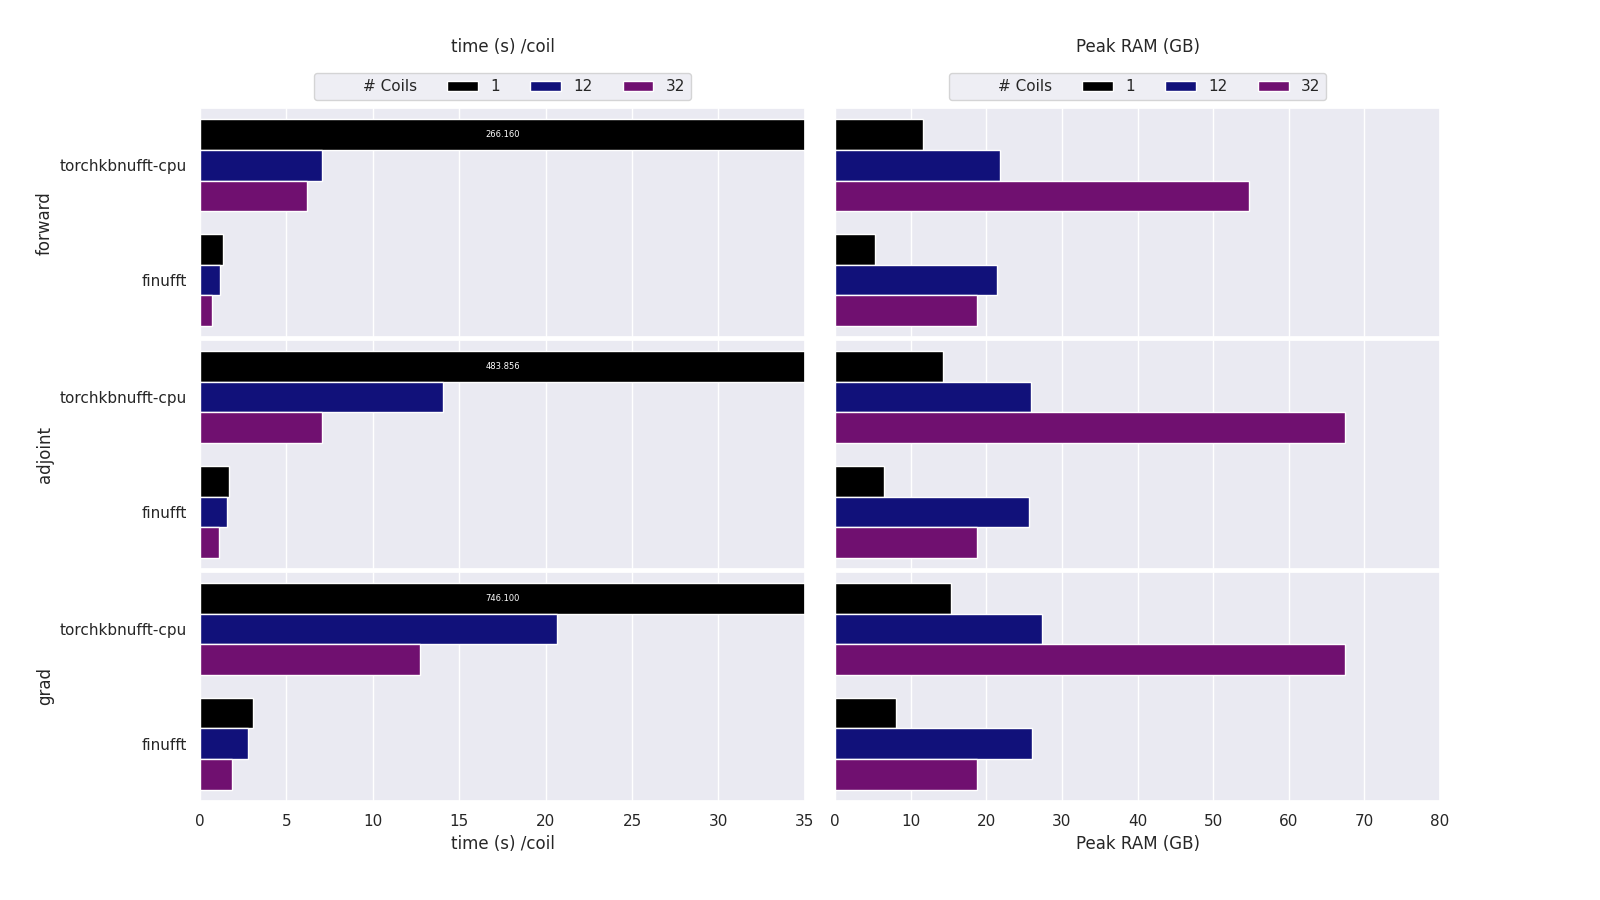 time (s) /coil
# Coils 1 12 32
Peak RAM (GB)
# Coils 1 12 32
forward
torchkbnufft-cpu
266.160
finufft
adjoint
torchkbnufft-cpu
483.856
finufft
grad
torchkbnufft-cpu
746.100
finufft
0 5 10 15 20 25 30 35
time (s) /coil
0 10 20 30 40 50 60 70 80
Peak RAM (GB)